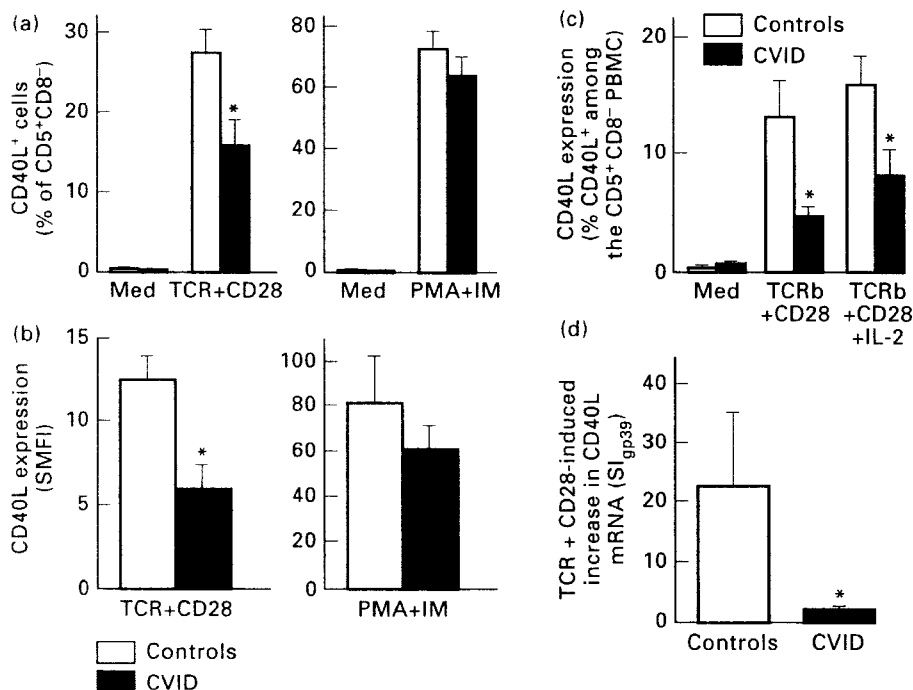 (a)
CD40L⁺ cells
(% of CD5⁺CD8⁻)
30
20
10
0
*
Med TCR+CD28
80
60
40
20
0
Med PMA+IM
(b)
CD40L expression
(SMFI)
15
10
5
0
*
TCR+CD28
100
80
60
40
20
0
PMA+IM
Controls
CVID
(c)
CD40L expression
(% CD40L⁺ among
the CD5⁺CD8⁻ PBMC)
20
10
0
Controls
CVID
*
*
Med
TCRb
+CD28
TCRb
+CD28
+IL-2
(d)
TCR + CD28-induced
increase in CD40L
mRNA (SI_gp39)
40
30
20
10
0
*
Controls CVID